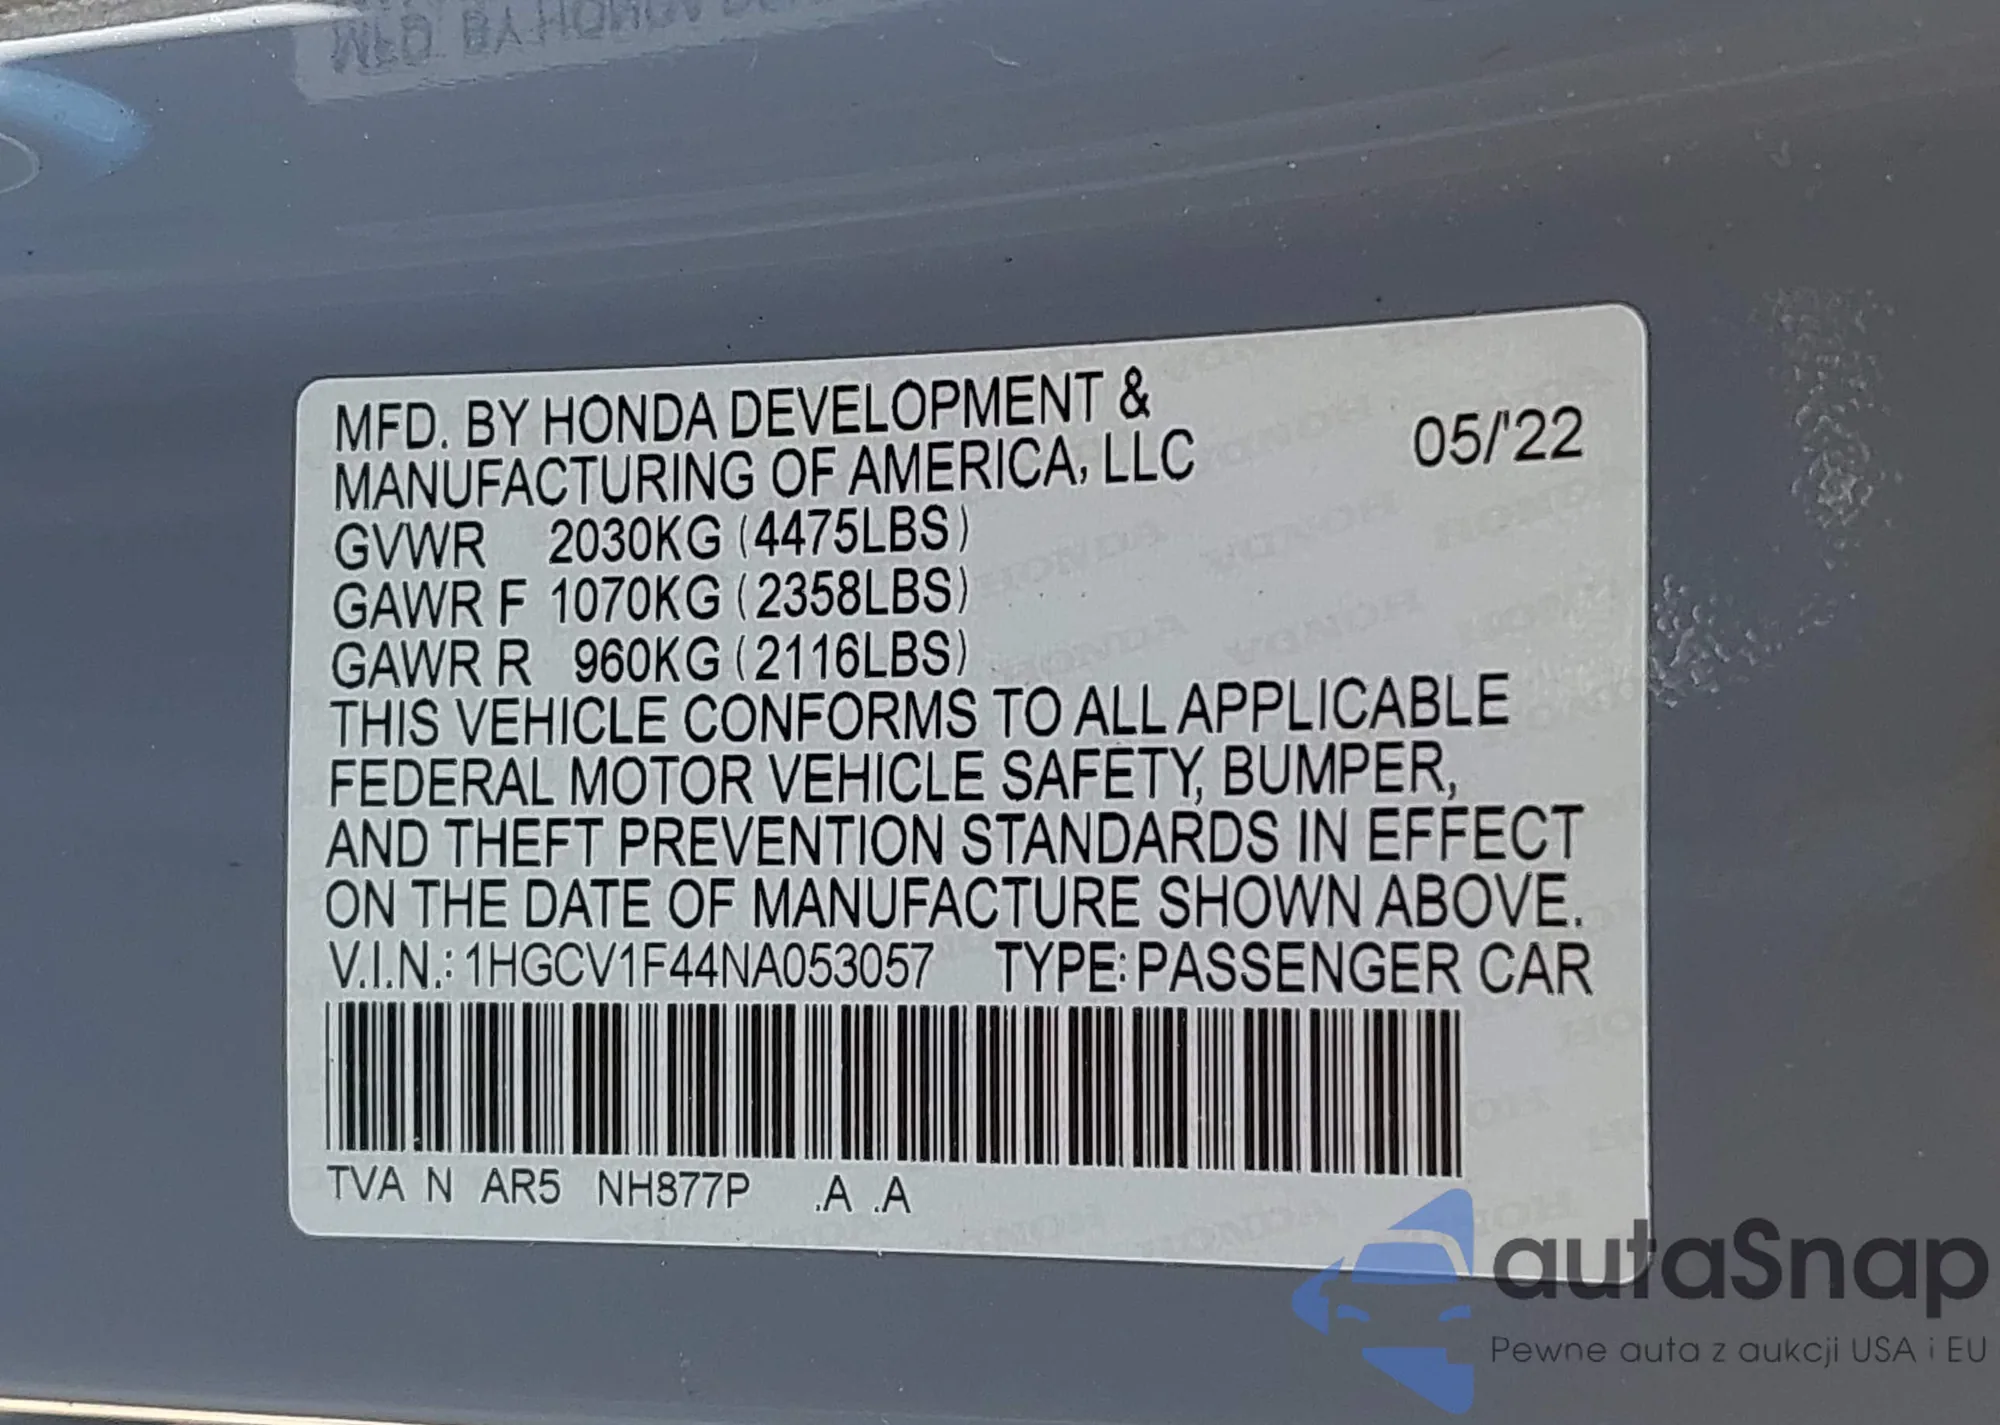 MFD. BY HONDA DEVELOPMENT &
MANUFACTURING OF AMERICA, LLC 05/'22
GVWR 2030KG (4475LBS)
GAWR F 1070KG (2358LBS)
GAWR R 960KG (2116LBS)
THIS VEHICLE CONFORMS TO ALL APPLICABLE
FEDERAL MOTOR VEHICLE SAFETY, BUMPER,
AND THEFT PREVENTION STANDARDS IN EFFECT
ON THE DATE OF MANUFACTURE SHOWN ABOVE.
V.I.N.: 1HGCV1F44NA053057 TYPE: PASSENGER CAR
TVA N AR5 NH877P .A .A
autaSnap
Pewne auta z aukcji USA i EU